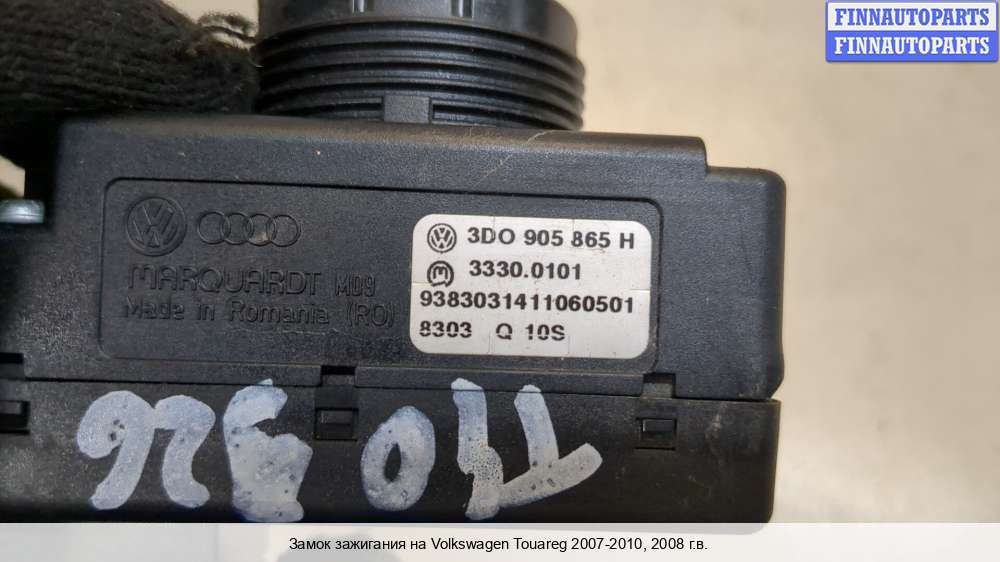 FINNAUTOPARTS
FINNAUTOPARTS
MARQUARDT M09
Made in Romania (RO)
3D0 905 865 H
3330.0101
9383031411060501
8303 Q 10S
Замок зажигания на Volkswagen Touareg 2007-2010, 2008 г.в.